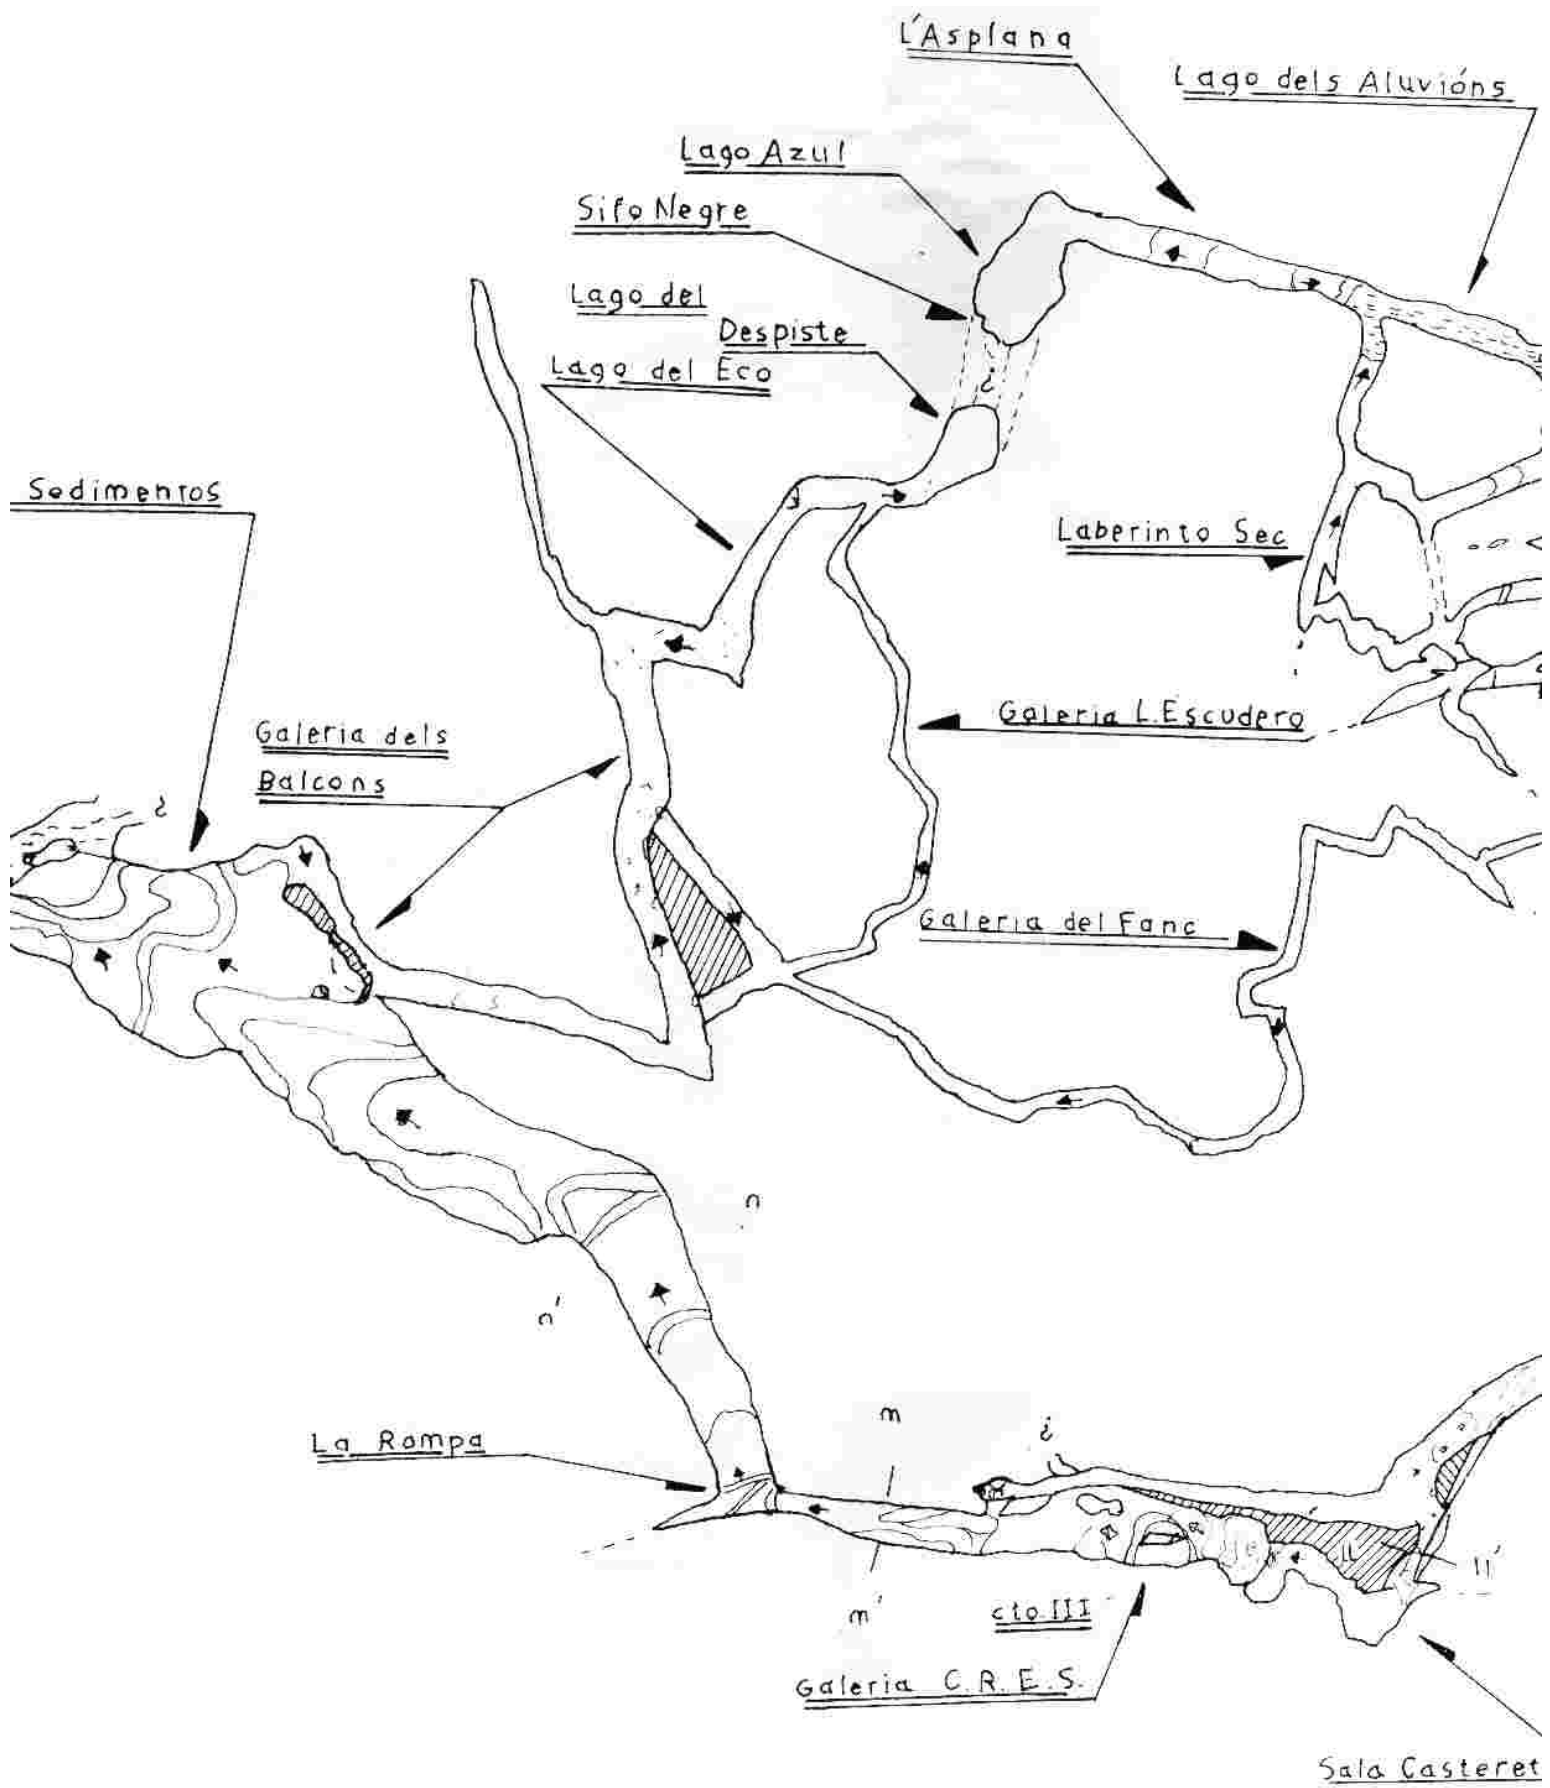 L'Asplana
Lago dels Aluvións
Lago Azul
Sifo Negre
Lago del
Despiste
Lago del Eco
Sedimentos
Laberinto Sec
Galeria L.Escudero
Galeria dels
Balcons
¿
¿
Galeria del Fanc
n
n'
La Rampa
m
¿
m'
11'
cto.III
Galeria C.R.E.S.
Sala Casteret